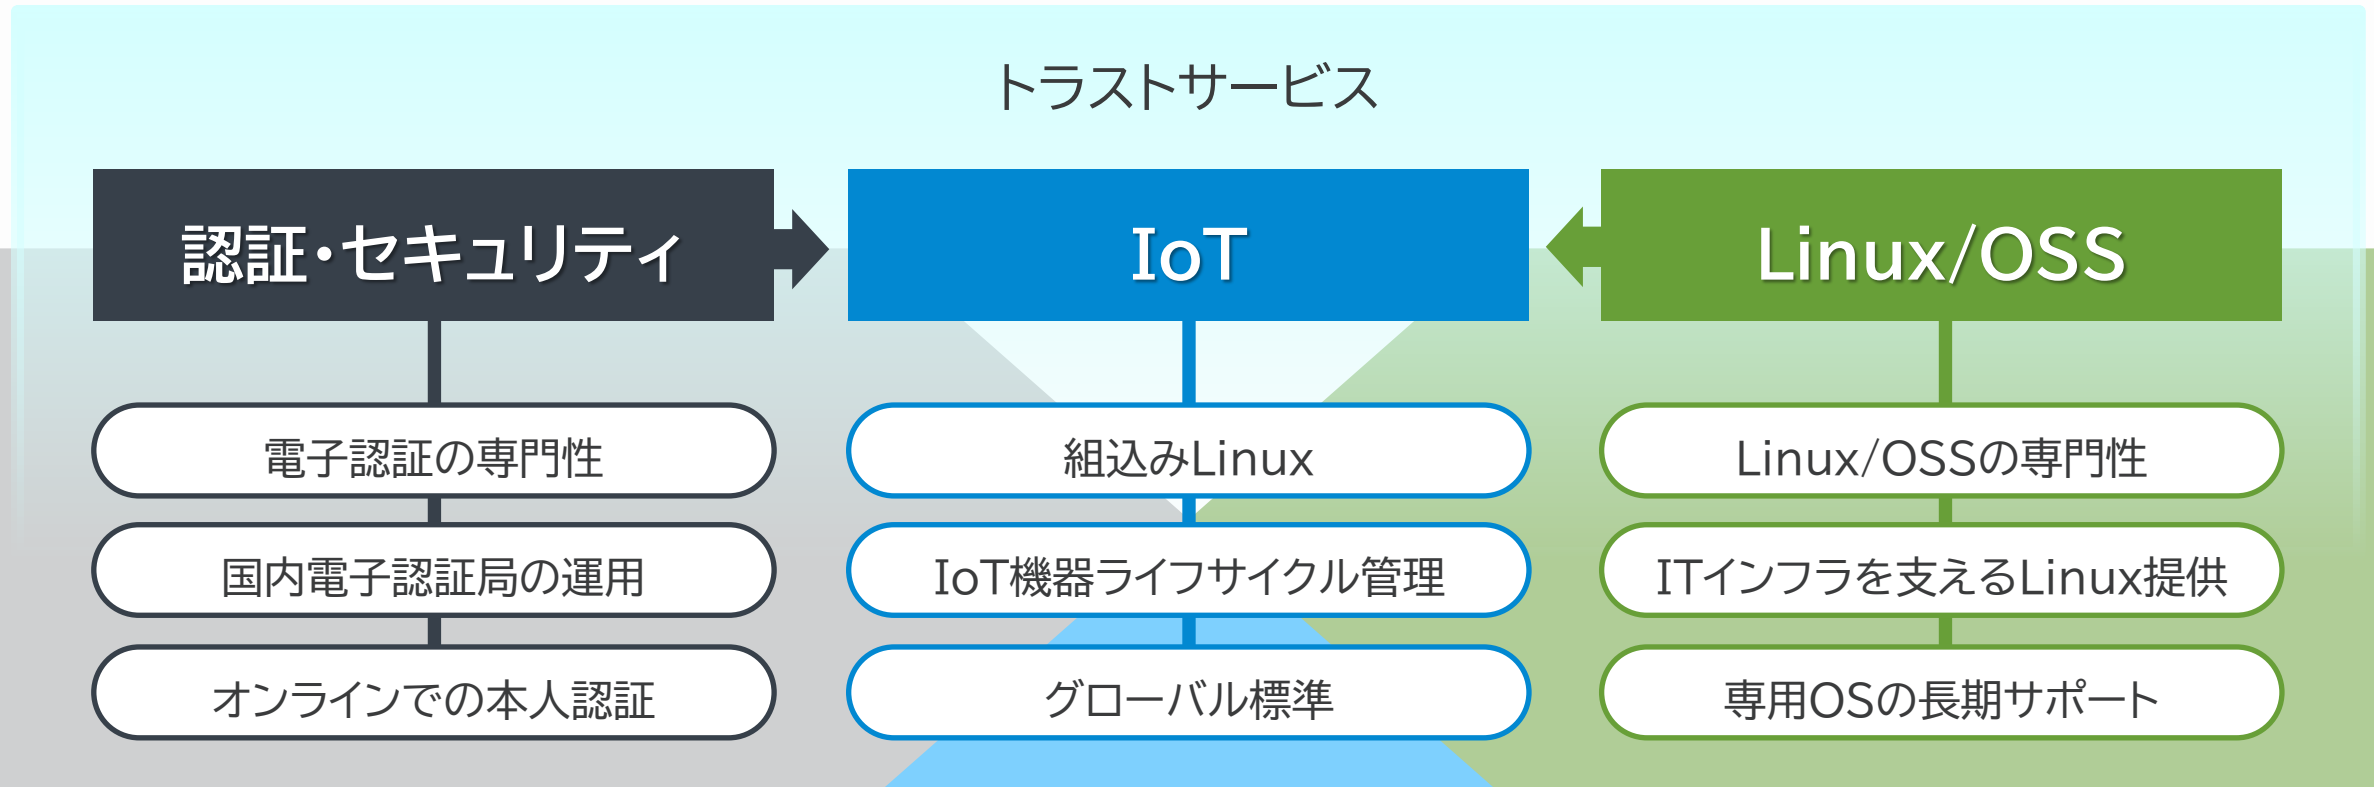 トラストサービス
認証・セキュリティ
電子認証の専門性
国内電子認証局の運用
オンラインでの本人認証
IoT
組込みLinux
IoT機器ライフサイクル管理
グローバル標準
Linux/OSS
Linux/OSSの専門性
ITインフラを支えるLinux提供
専用OSの長期サポート